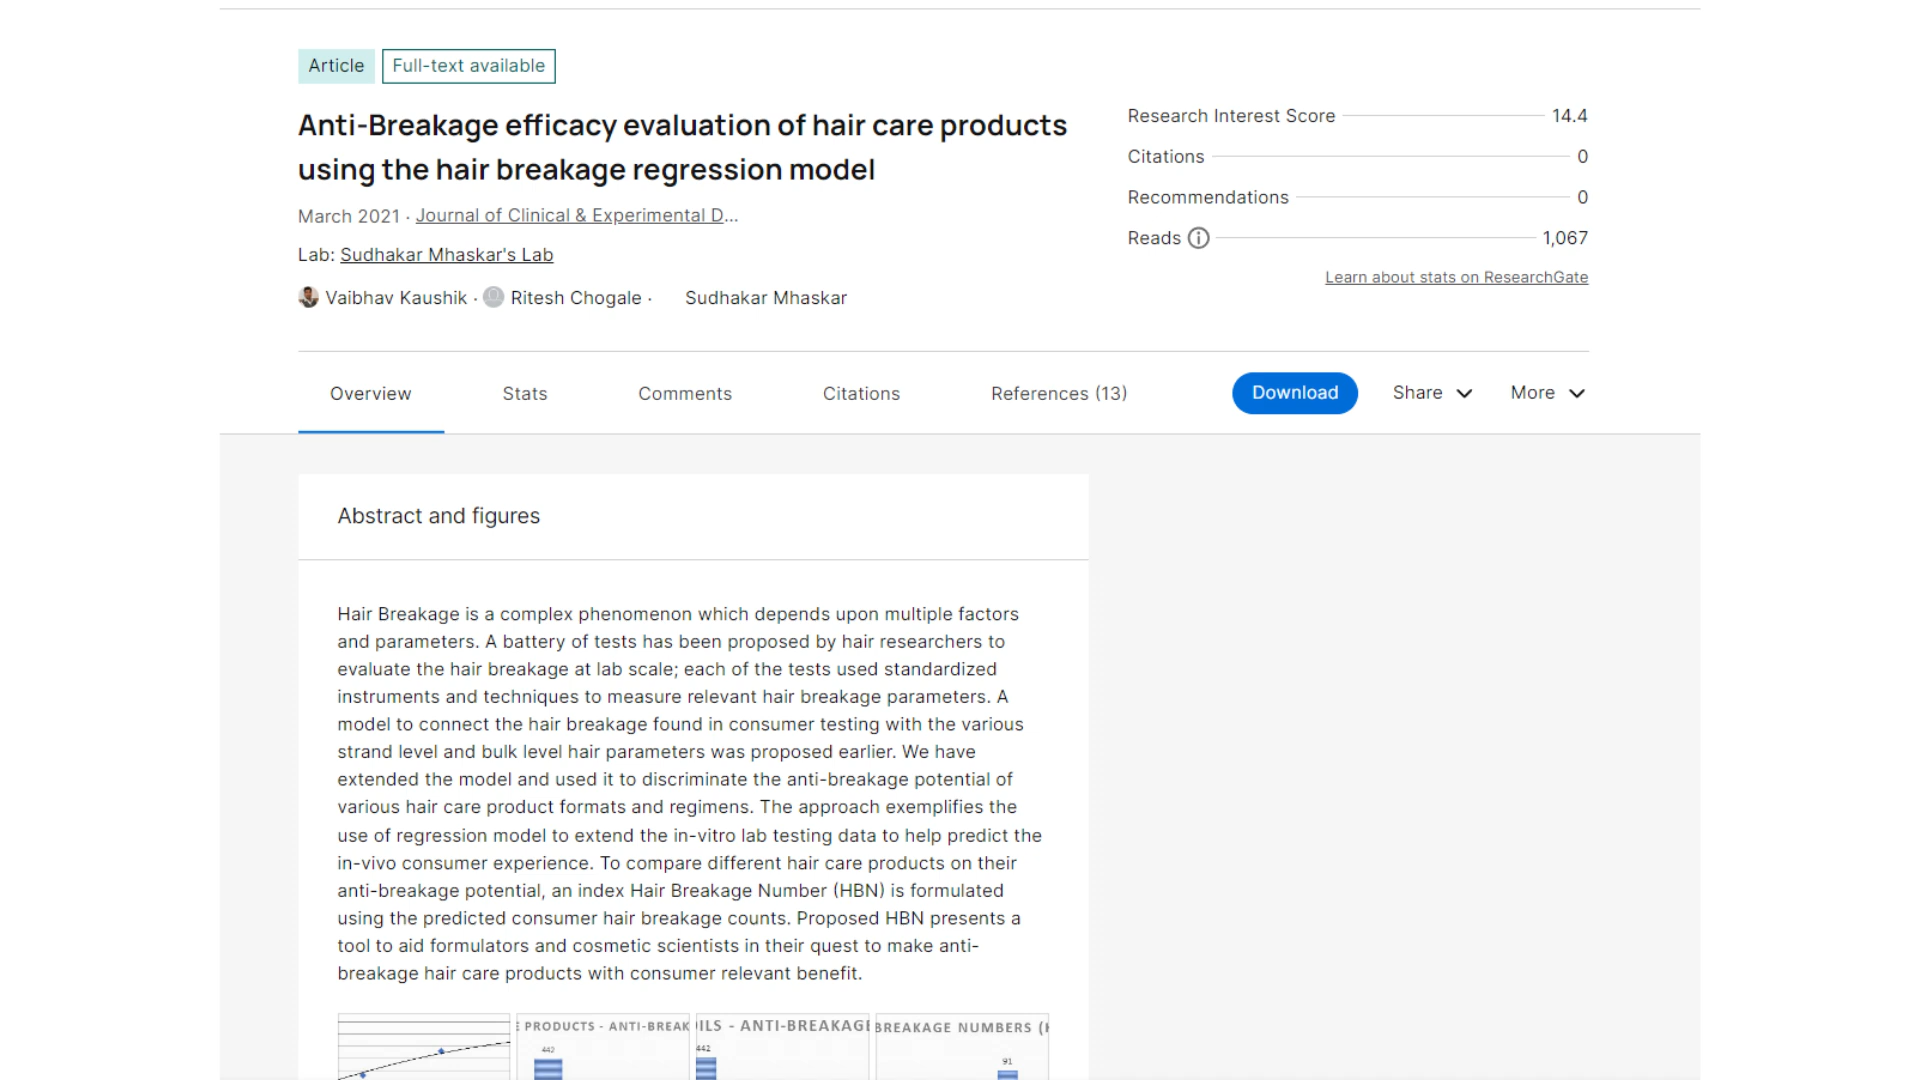 Article Full-text available
Anti-Breakage efficacy evaluation of hair care products
using the hair breakage regression model
March 2021 · Journal of Clinical & Experimental D...
Lab: Sudhakar Mhaskar's Lab
Vaibhav Kaushik · Ritesh Chogale · Sudhakar Mhaskar
Research Interest Score 14.4
Citations 0
Recommendations 0
Reads 1,067
Learn about stats on ResearchGate
Overview Stats Comments Citations References (13) Download Share More
Abstract and figures
Hair Breakage is a complex phenomenon which depends upon multiple factors
and parameters. A battery of tests has been proposed by hair researchers to
evaluate the hair breakage at lab scale; each of the tests used standardized
instruments and techniques to measure relevant hair breakage parameters. A
model to connect the hair breakage found in consumer testing with the various
strand level and bulk level hair parameters was proposed earlier. We have
extended the model and used it to discriminate the anti-breakage potential of
various hair care product formats and regimens. The approach exemplifies the
use of regression model to extend the in-vitro lab testing data to help predict the
in-vivo consumer experience. To compare different hair care products on their
anti-breakage potential, an index Hair Breakage Number (HBN) is formulated
using the predicted consumer hair breakage counts. Proposed HBN presents a
tool to aid formulators and cosmetic scientists in their quest to make anti-
breakage hair care products with consumer relevant benefit.
PRODUCTS - ANTI-BREAK
442
ILS - ANTI-BREAKAGE
442
BREAKAGE NUMBERS (
91